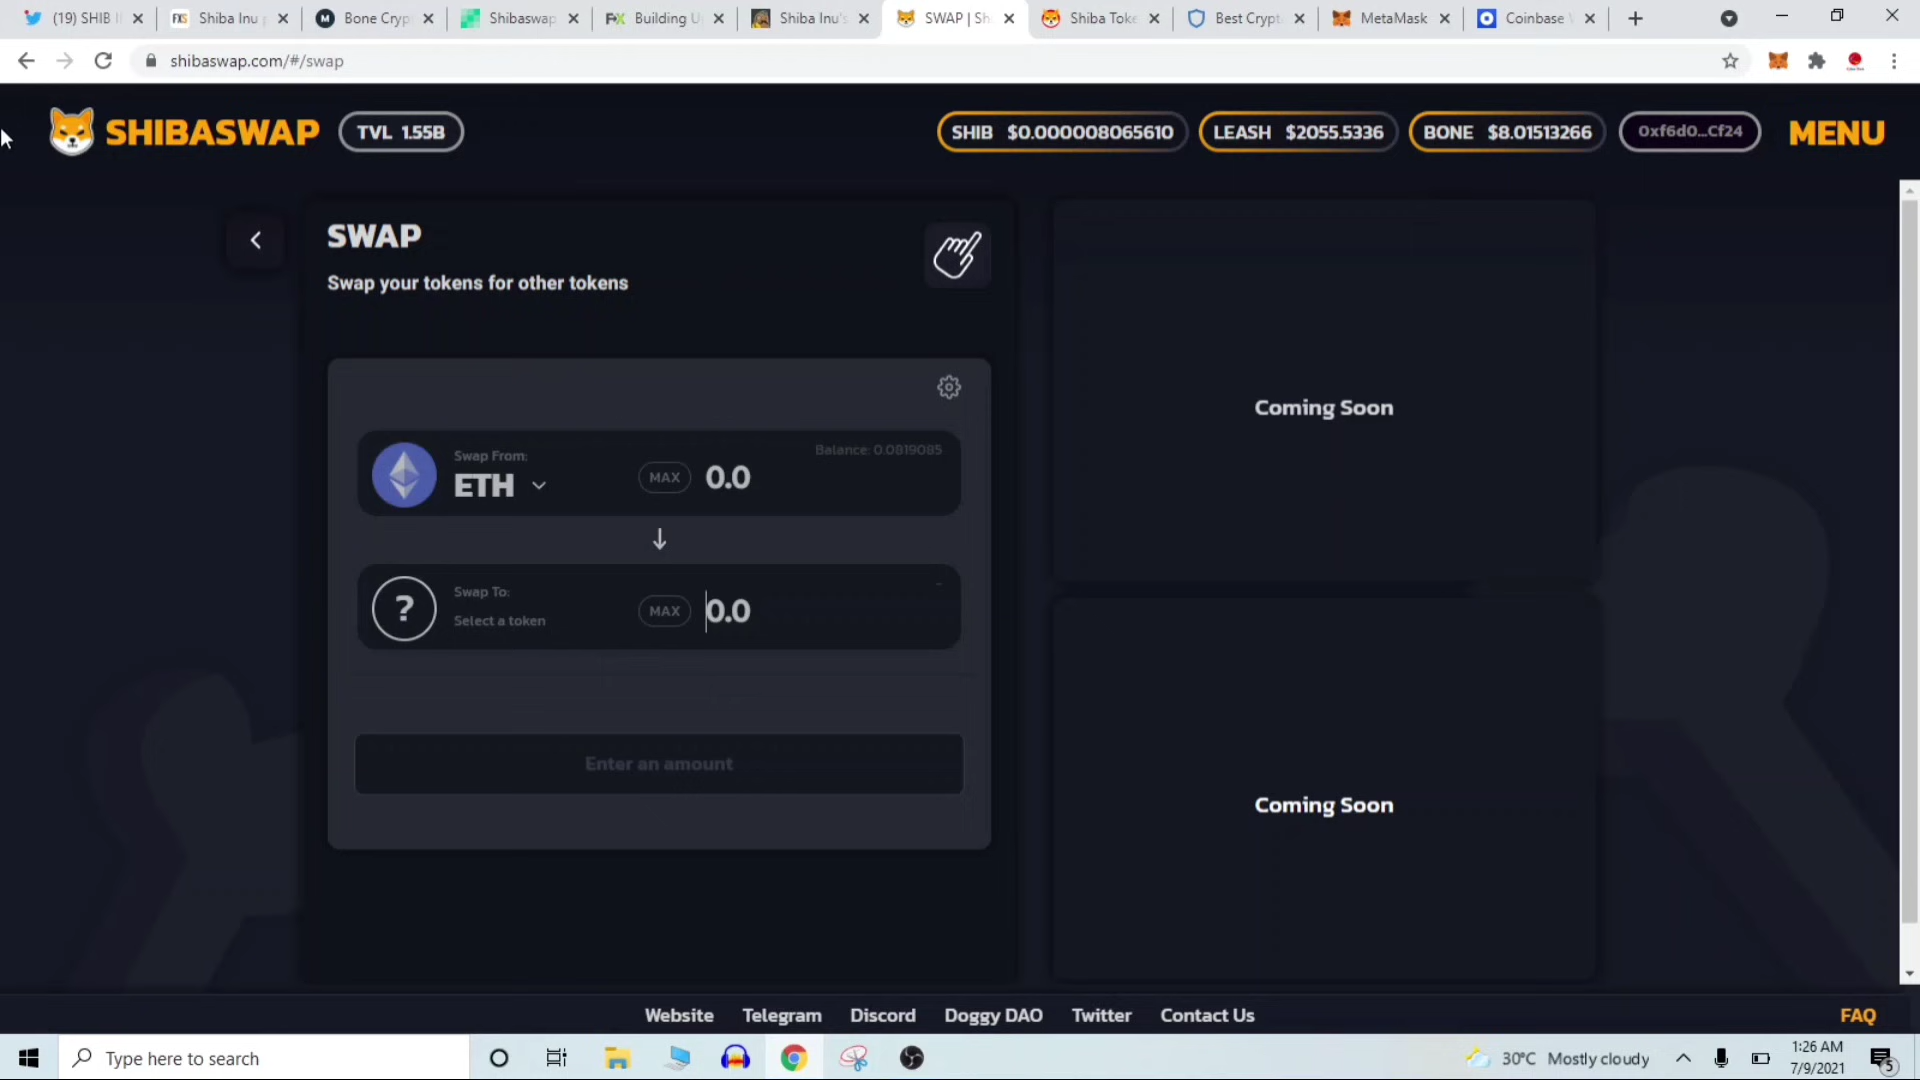 (19) SHIB I
Shiba Inu
Bone Cryp
Shibaswap
FX Building U
Shiba Inu's
SWAP | Sh
Shiba Toke
Best Crypt
MetaMask
Coinbase
shibaswap.com/#/swap
SHIBASWAP
TVL 1.55B
SHIB $0.000008065610
LEASH $2055.5336
BONE $8.01513266
0xf6d0...Cf24
MENU
SWAP
Swap your tokens for other tokens
Balance: 0.0819085
Swap From:
ETH
MAX
0.0
Swap To:
Select a token
?
MAX
0.0
Enter an amount
Coming Soon
Coming Soon
Website
Telegram
Discord
Doggy DAO
Twitter
Contact Us
FAQ
Type here to search
30°C Mostly cloudy
1:26 AM
7/9/2021
5